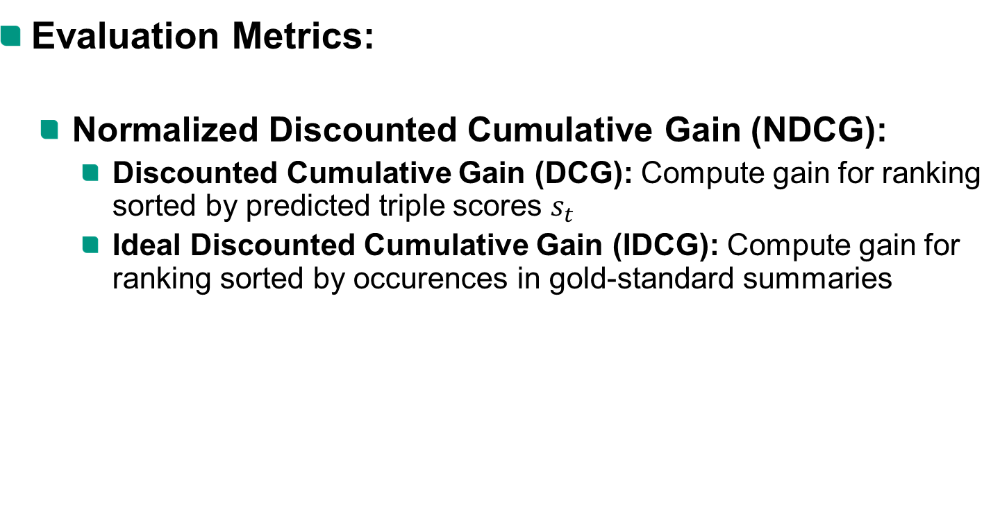 Evaluation Metrics:
Normalized Discounted Cumulative Gain (NDCG):
Discounted Cumulative Gain (DCG): Compute gain for ranking
sorted by predicted triple scores 𝑠𝑡
Ideal Discounted Cumulative Gain (IDCG): Compute gain for
ranking sorted by occurences in gold-standard summaries